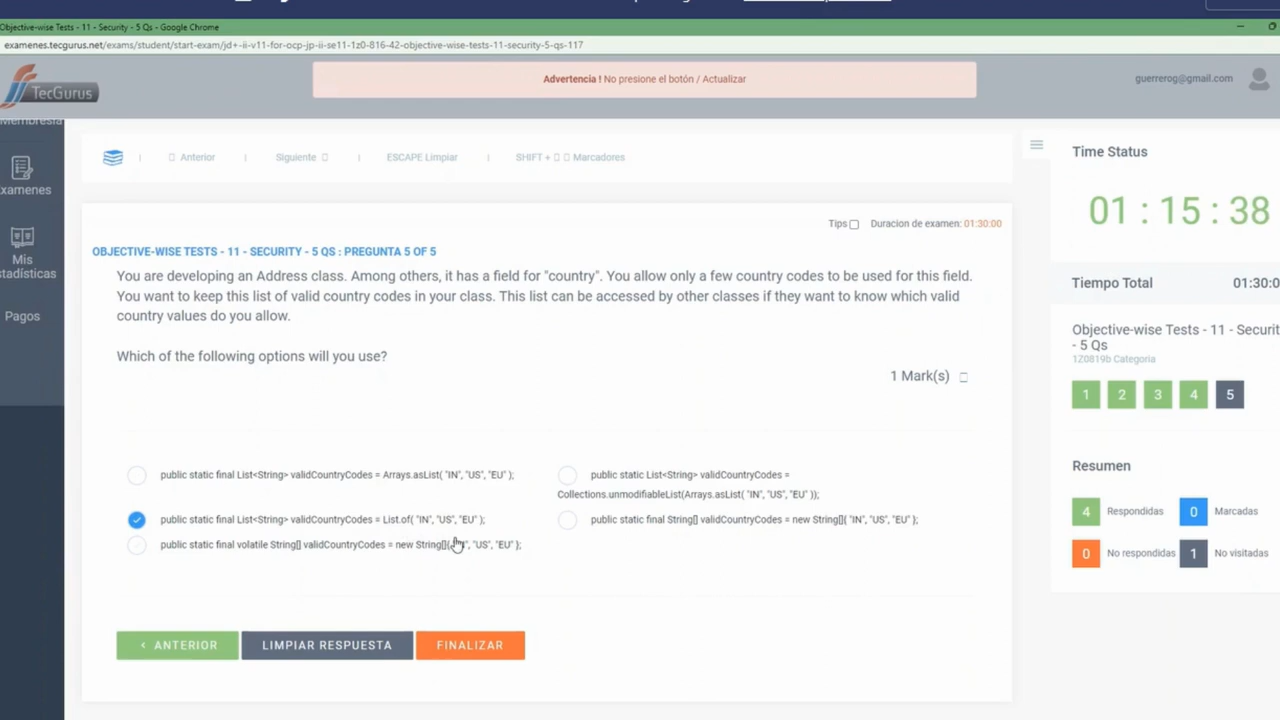 Objective-wise Tests - 11 - Security - 5 Qs - Google Chrome
examenes.tecgurus.net/exams/student/start-exam/jd+-ii-v11-for-ocp-jp-ii-se11-1z0-816-42-objective-wise-tests-11-security-5-qs-117
TecGurus
Advertencia ! No presione el botón / Actualizar
guerrerog@gmail.com
Membresía
Examenes
Mis
stadísticas
Pagos
Anterior
Siguiente
ESCAPE Limpiar
SHIFT + Marcadores
Tips
Duracion de examen: 01:30:00
OBJECTIVE-WISE TESTS - 11 - SECURITY - 5 QS : PREGUNTA 5 OF 5
You are developing an Address class. Among others, it has a field for "country". You allow only a few country codes to be used for this field.
You want to keep this list of valid country codes in your class. This list can be accessed by other classes if they want to know which valid
country values do you allow.
Which of the following options will you use?
1 Mark(s)
public static final List<String> validCountryCodes = Arrays.asList( "IN", "US", "EU" );
public static List<String> validCountryCodes =
Collections.unmodifiableList(Arrays.asList( "IN", "US", "EU" ));
public static final List<String> validCountryCodes = List.of( "IN", "US", "EU" );
public static final String[] validCountryCodes = new String[]{ "IN", "US", "EU" };
public static final volatile String[] validCountryCodes = new String[]{ "US", "EU" };
‹ ANTERIOR
LIMPIAR RESPUESTA
FINALIZAR
Time Status
01 : 15 : 38
Tiempo Total
01:30:0
Objective-wise Tests - 11 - Securit
- 5 Qs
1Z0819b Categoria
1 2 3 4 5
Resumen
4 Respondidas
0 Marcadas
0 No respondidas
1 No visitadas